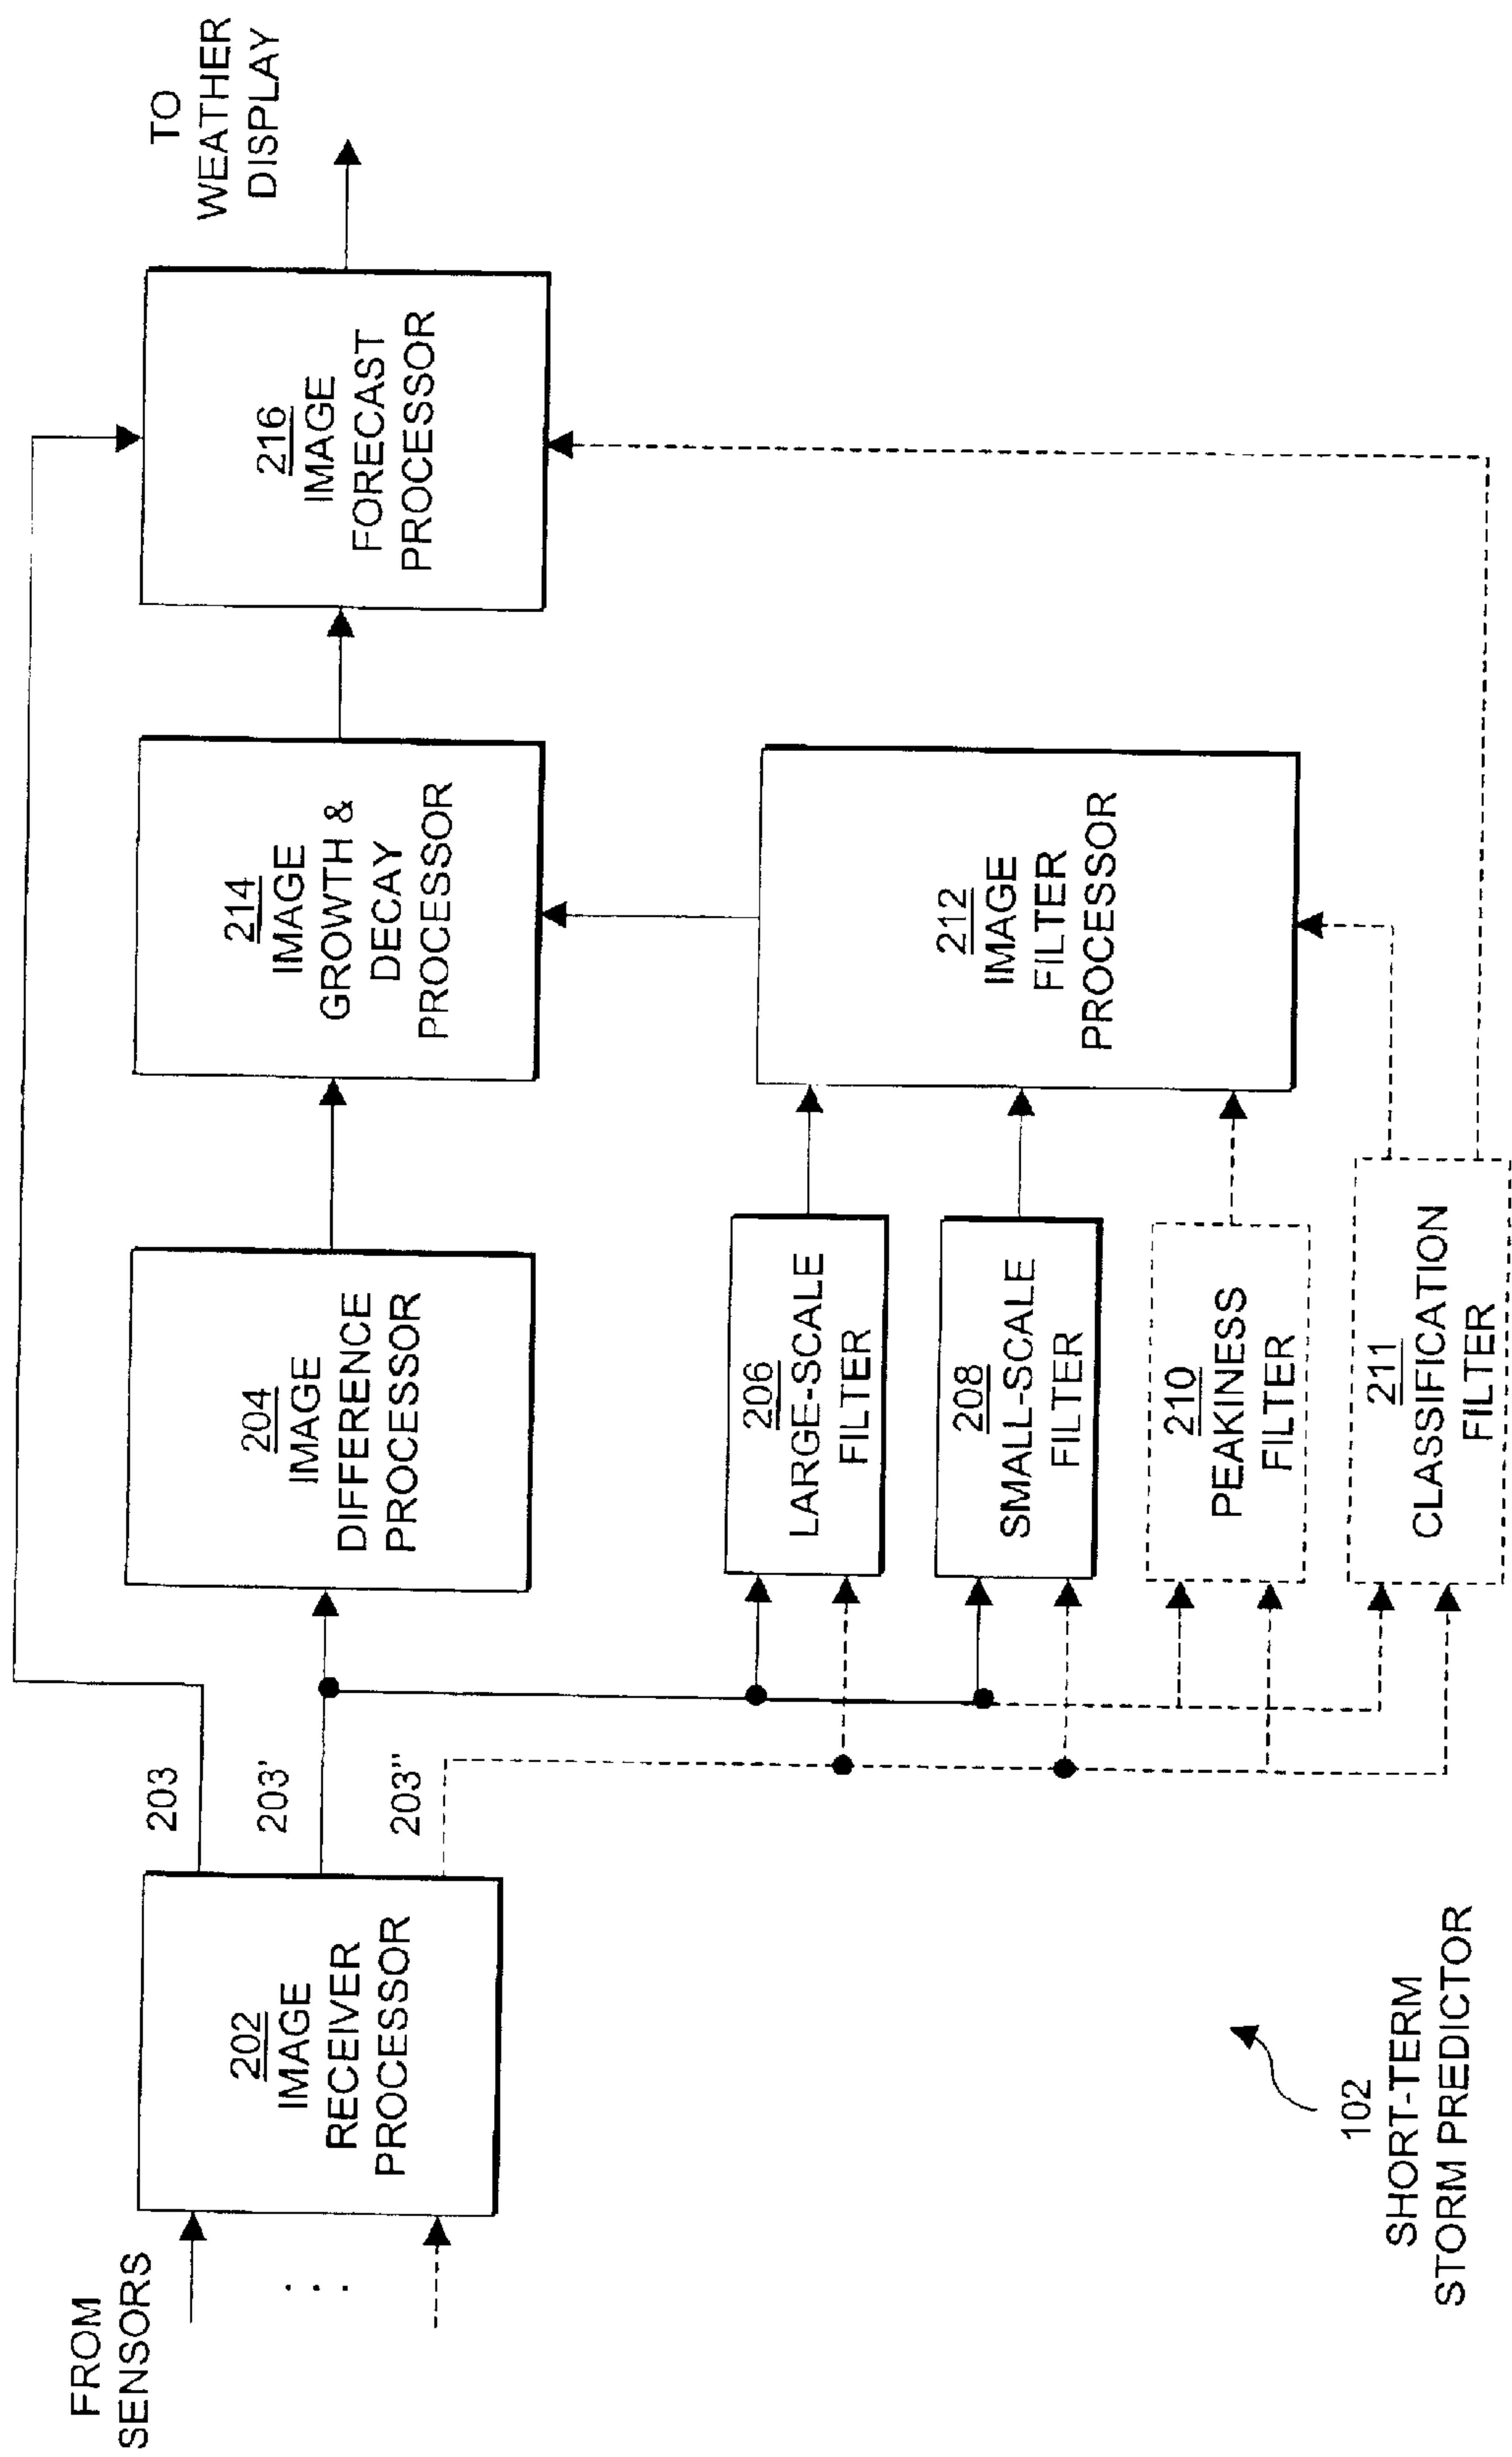 FROM
SENSORS
. . .
202
IMAGE
RECEIVER
PROCESSOR
203
203'
203"
204
IMAGE
DIFFERENCE
PROCESSOR
214
IMAGE
GROWTH &
DECAY
PROCESSOR
216
IMAGE
FORECAST
PROCESSOR
TO
WEATHER
DISPLAY
206
LARGE-SCALE
FILTER
208
SMALL-SCALE
FILTER
210
PEAKINESS
FILTER
211
CLASSIFICATION
FILTER
212
IMAGE
FILTER
PROCESSOR
102
SHORT-TERM
STORM PREDICTOR